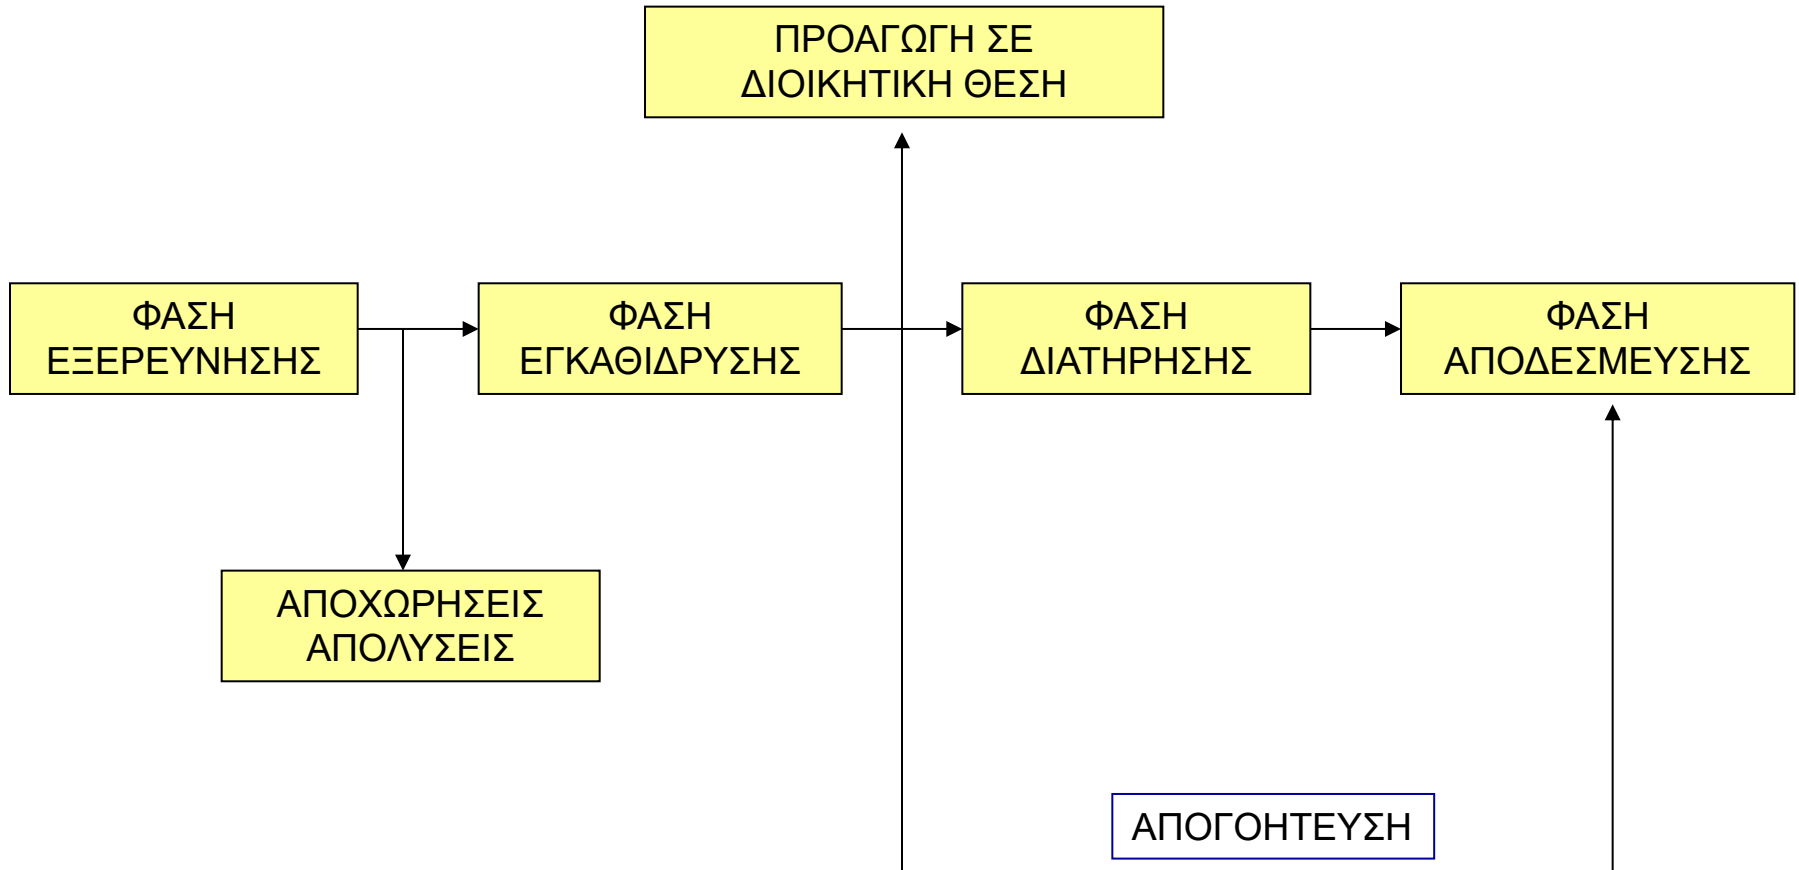 ΠΡΟΑΓΩΓΗ ΣΕ
ΔΙΟΙΚΗΤΙΚΗ ΘΕΣΗ
ΦΑΣΗ
ΕΞΕΡΕΥΝΗΣΗΣ
ΦΑΣΗ
ΕΓΚΑΘΙΔΡΥΣΗΣ
ΦΑΣΗ
ΔΙΑΤΗΡΗΣΗΣ
ΦΑΣΗ
ΑΠΟΔΕΣΜΕΥΣΗΣ
ΑΠΟΧΩΡΗΣΕΙΣ
ΑΠΟΛΥΣΕΙΣ
ΑΠΟΓΟΗΤΕΥΣΗ